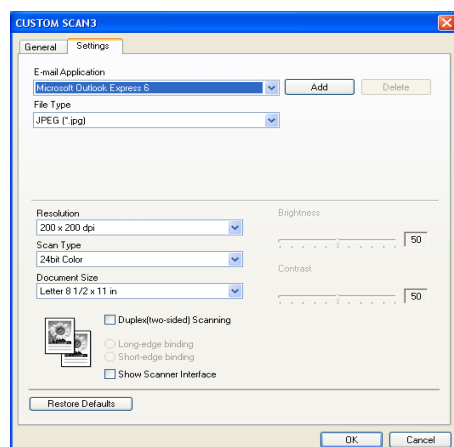 CUSTOM SCAN3
General Settings
E-mail Application
Microsoft Outlook Express 6 Add Delete
File Type
JPEG (*.jpg)
Resolution Brightness
200 x 200 dpi 50
Scan Type
24bit Color Contrast
Document Size
Letter 8 1/2 x 11 in 50
Duplex(two-sided) Scanning
Long-edge binding
Short-edge binding
Show Scanner Interface
Restore Defaults
OK Cancel